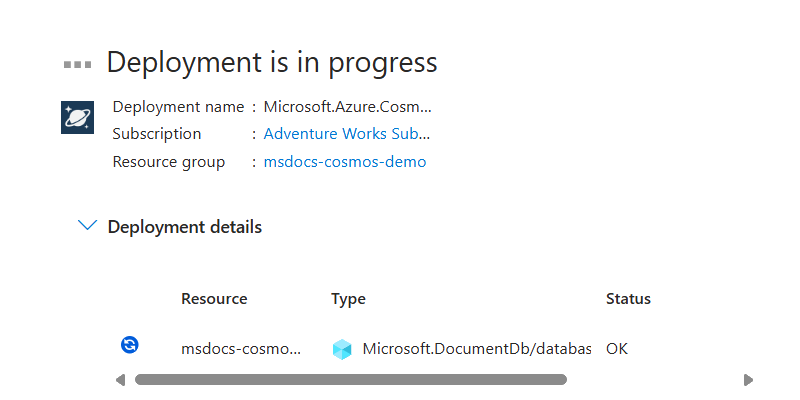 Deployment is in progress
Deployment name : Microsoft.Azure.Cosm...
Subscription : Adventure Works Sub...
Resource group : msdocs-cosmos-demo
Deployment details
Resource Type Status
msdocs-cosmo... Microsoft.DocumentDb/databas OK